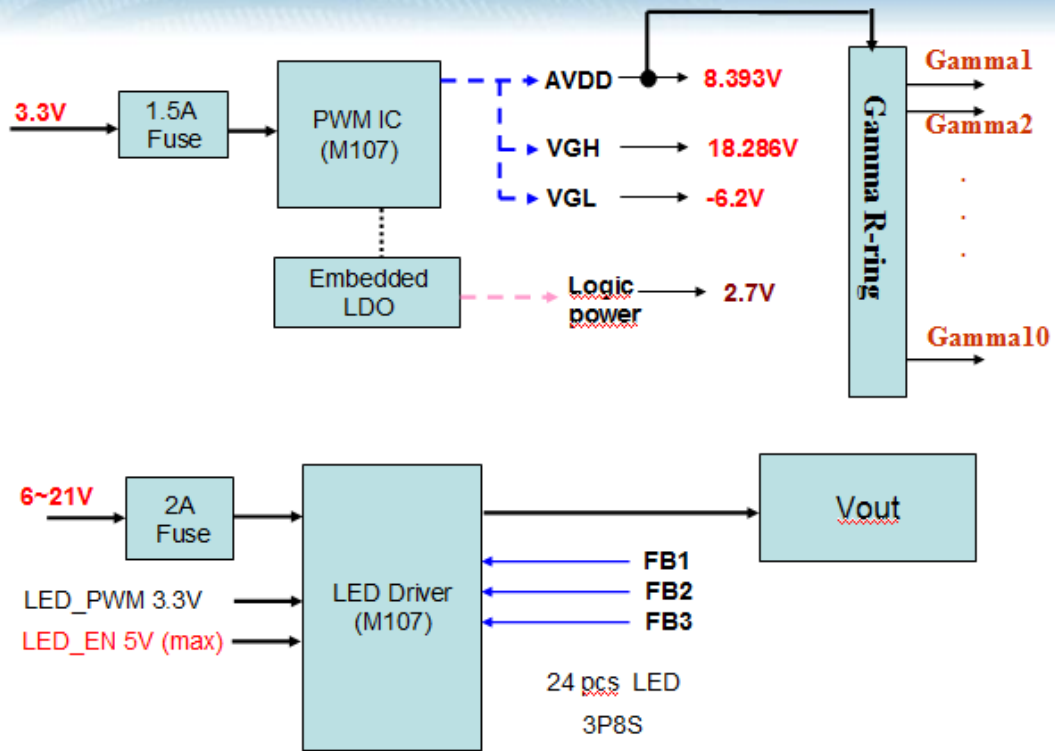 3.3V
1.5A
Fuse
PWM IC
(M107)
AVDD
8.393V
VGH
18.286V
VGL
-6.2V
Embedded
LDO
Logic
power
2.7V
Gamma R-ring
Gamma1
Gamma2
.
.
.
Gamma10
6~21V
2A
Fuse
LED_PWM 3.3V
LED_EN 5V (max)
LED Driver
(M107)
Vout
FB1
FB2
FB3
24 pcs LED
3P8S